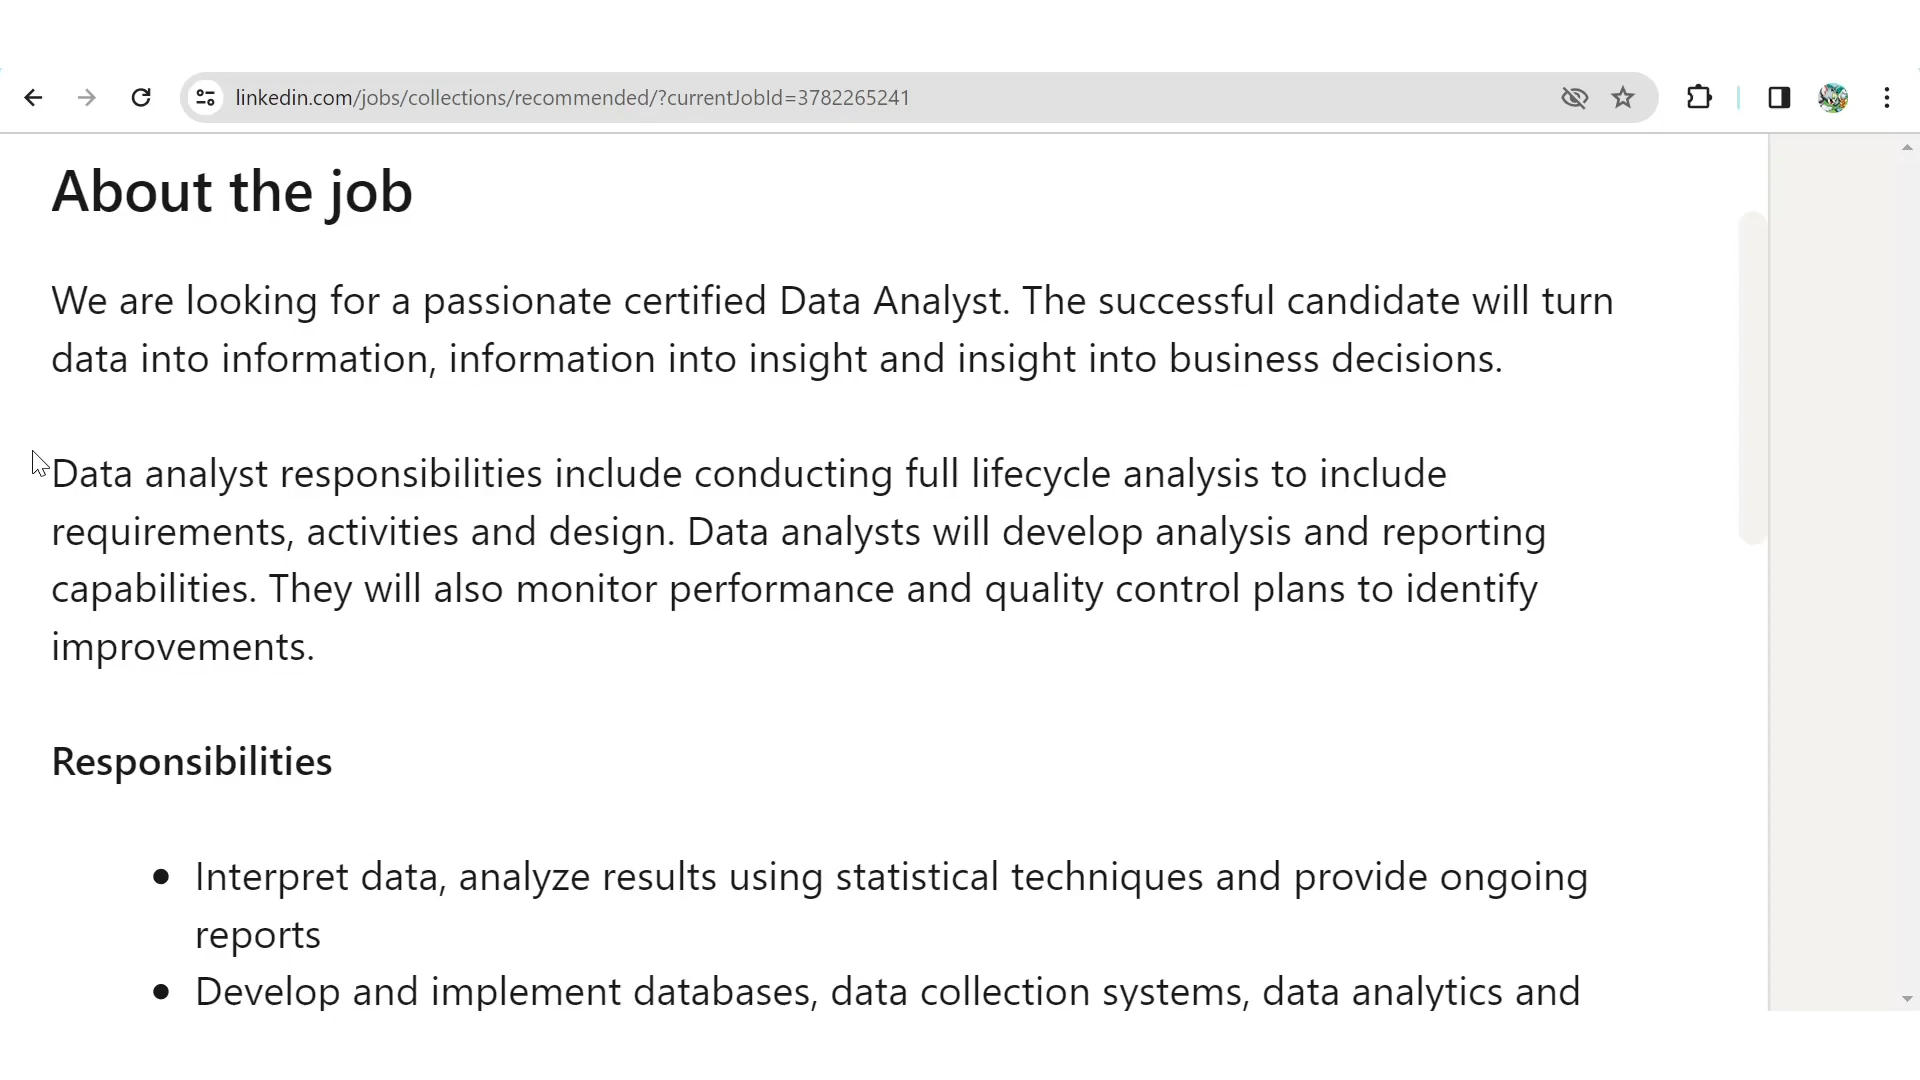 linkedin.com/jobs/collections/recommended/?currentJobId=3782265241
About the job
We are looking for a passionate certified Data Analyst. The successful candidate will turn
data into information, information into insight and insight into business decisions.
Data analyst responsibilities include conducting full lifecycle analysis to include
requirements, activities and design. Data analysts will develop analysis and reporting
capabilities. They will also monitor performance and quality control plans to identify
improvements.
Responsibilities
• Interpret data, analyze results using statistical techniques and provide ongoing
reports
• Develop and implement databases, data collection systems, data analytics and